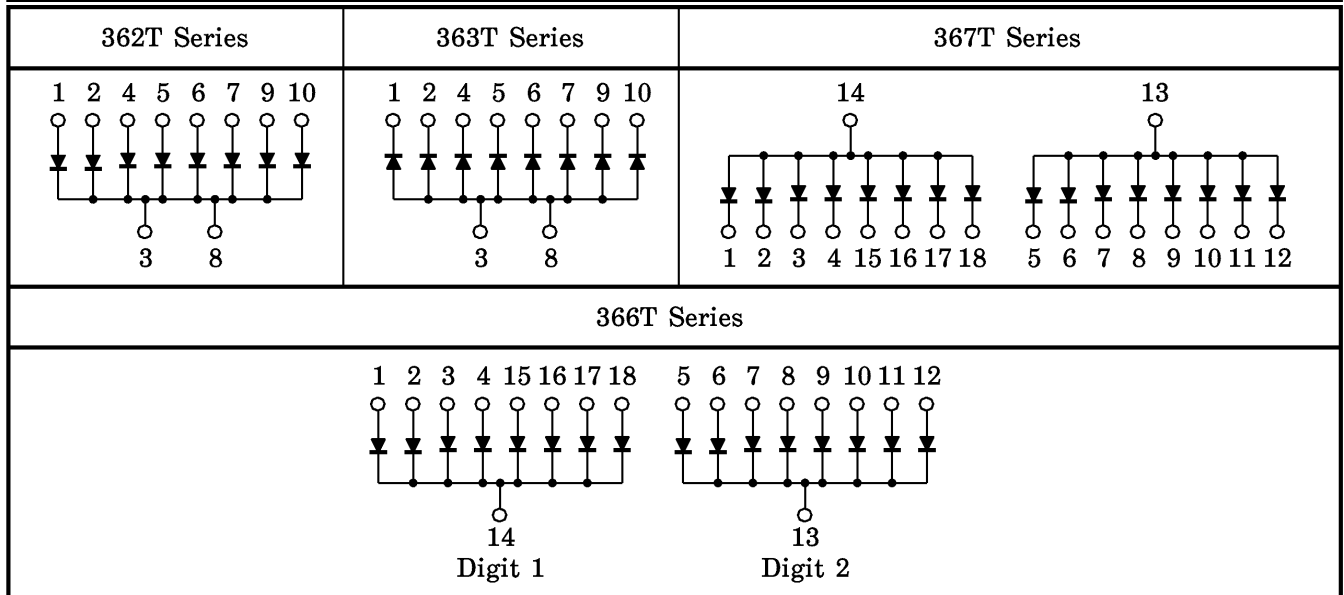 362T Series 363T Series 367T Series
1 2 4 5 6 7 9 10 1 2 4 5 6 7 9 10 14 13
3 8 3 8 1 2 3 4 15 16 17 18 5 6 7 8 9 10 11 12
366T Series
1 2 3 4 15 16 17 18 5 6 7 8 9 10 11 12
14 13
Digit 1 Digit 2